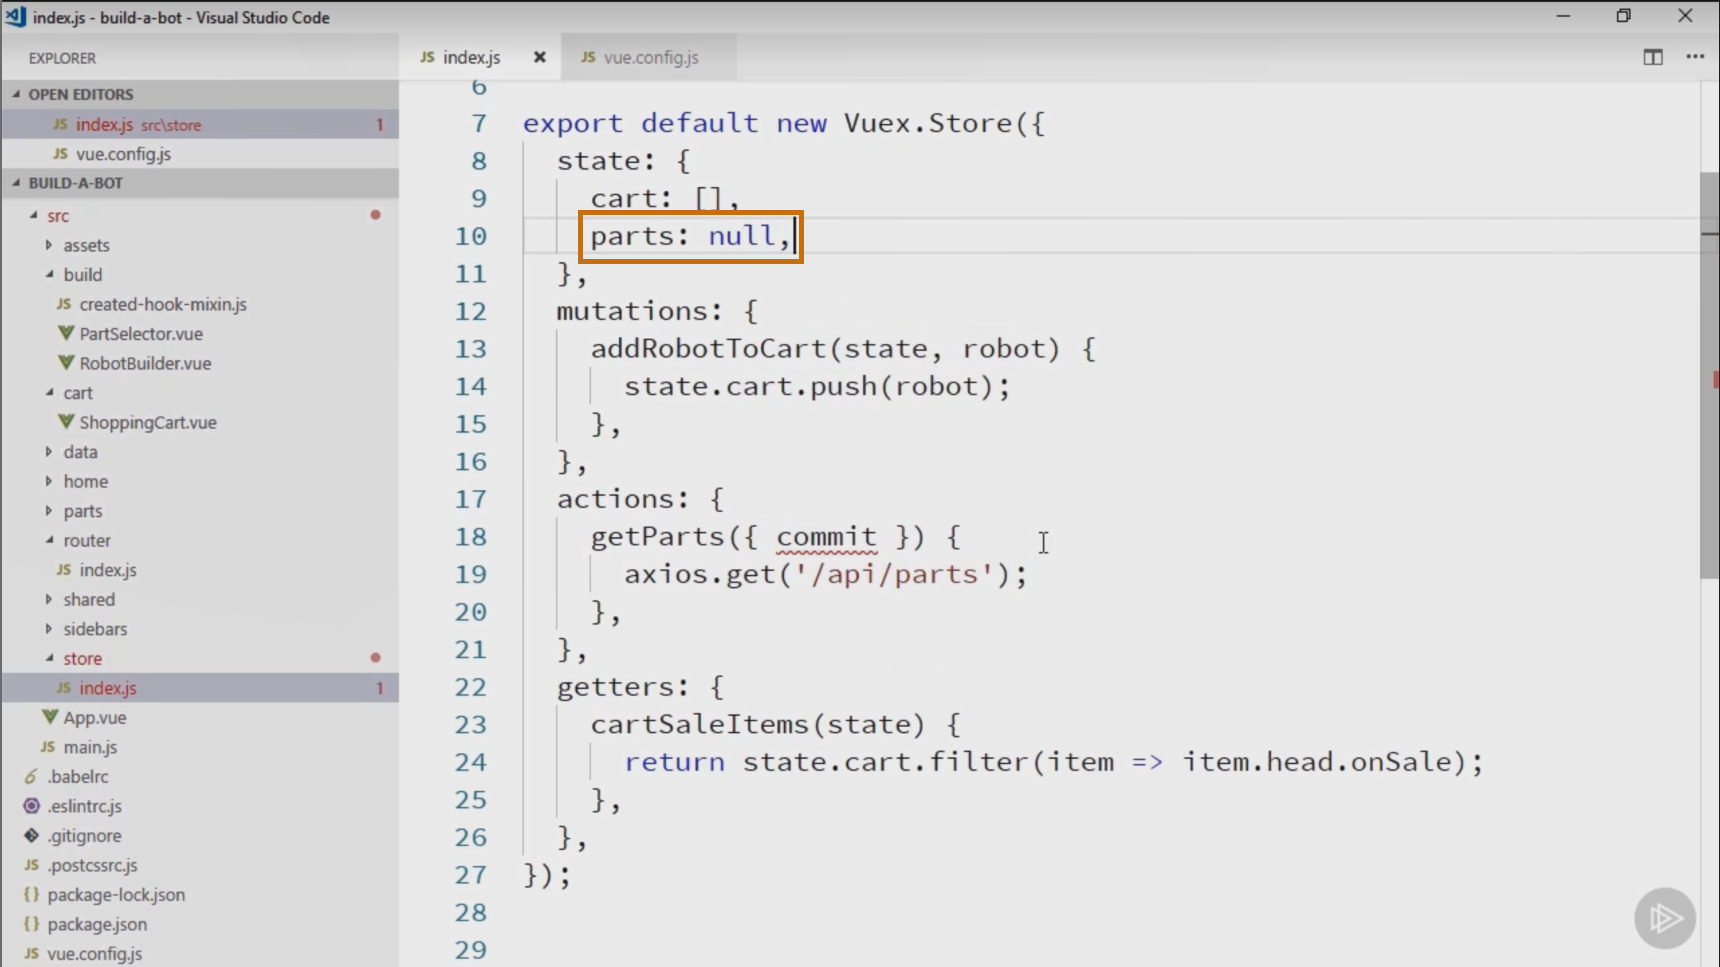 index.js - build-a-bot - Visual Studio Code
EXPLORER
OPEN EDITORS
JS index.js src\store 1
JS vue.config.js
BUILD-A-BOT
src
assets
build
JS created-hook-mixin.js
PartSelector.vue
RobotBuilder.vue
cart
ShoppingCart.vue
data
home
parts
router
JS index.js
shared
sidebars
store
JS index.js 1
App.vue
JS main.js
.babelrc
.eslintrc.js
.gitignore
JS .postcssrc.js
{} package-lock.json
{} package.json
JS vue.config.js
JS index.js
JS vue.config.js
6
7 export default new Vuex.Store({
8 state: {
9 cart: [],
10 parts: null,
11 },
12 mutations: {
13 addRobotToCart(state, robot) {
14 state.cart.push(robot);
15 },
16 },
17 actions: {
18 getParts({ commit }) {
19 axios.get('/api/parts');
20 },
21 },
22 getters: {
23 cartSaleItems(state) {
24 return state.cart.filter(item => item.head.onSale);
25 },
26 },
27 });
28
29